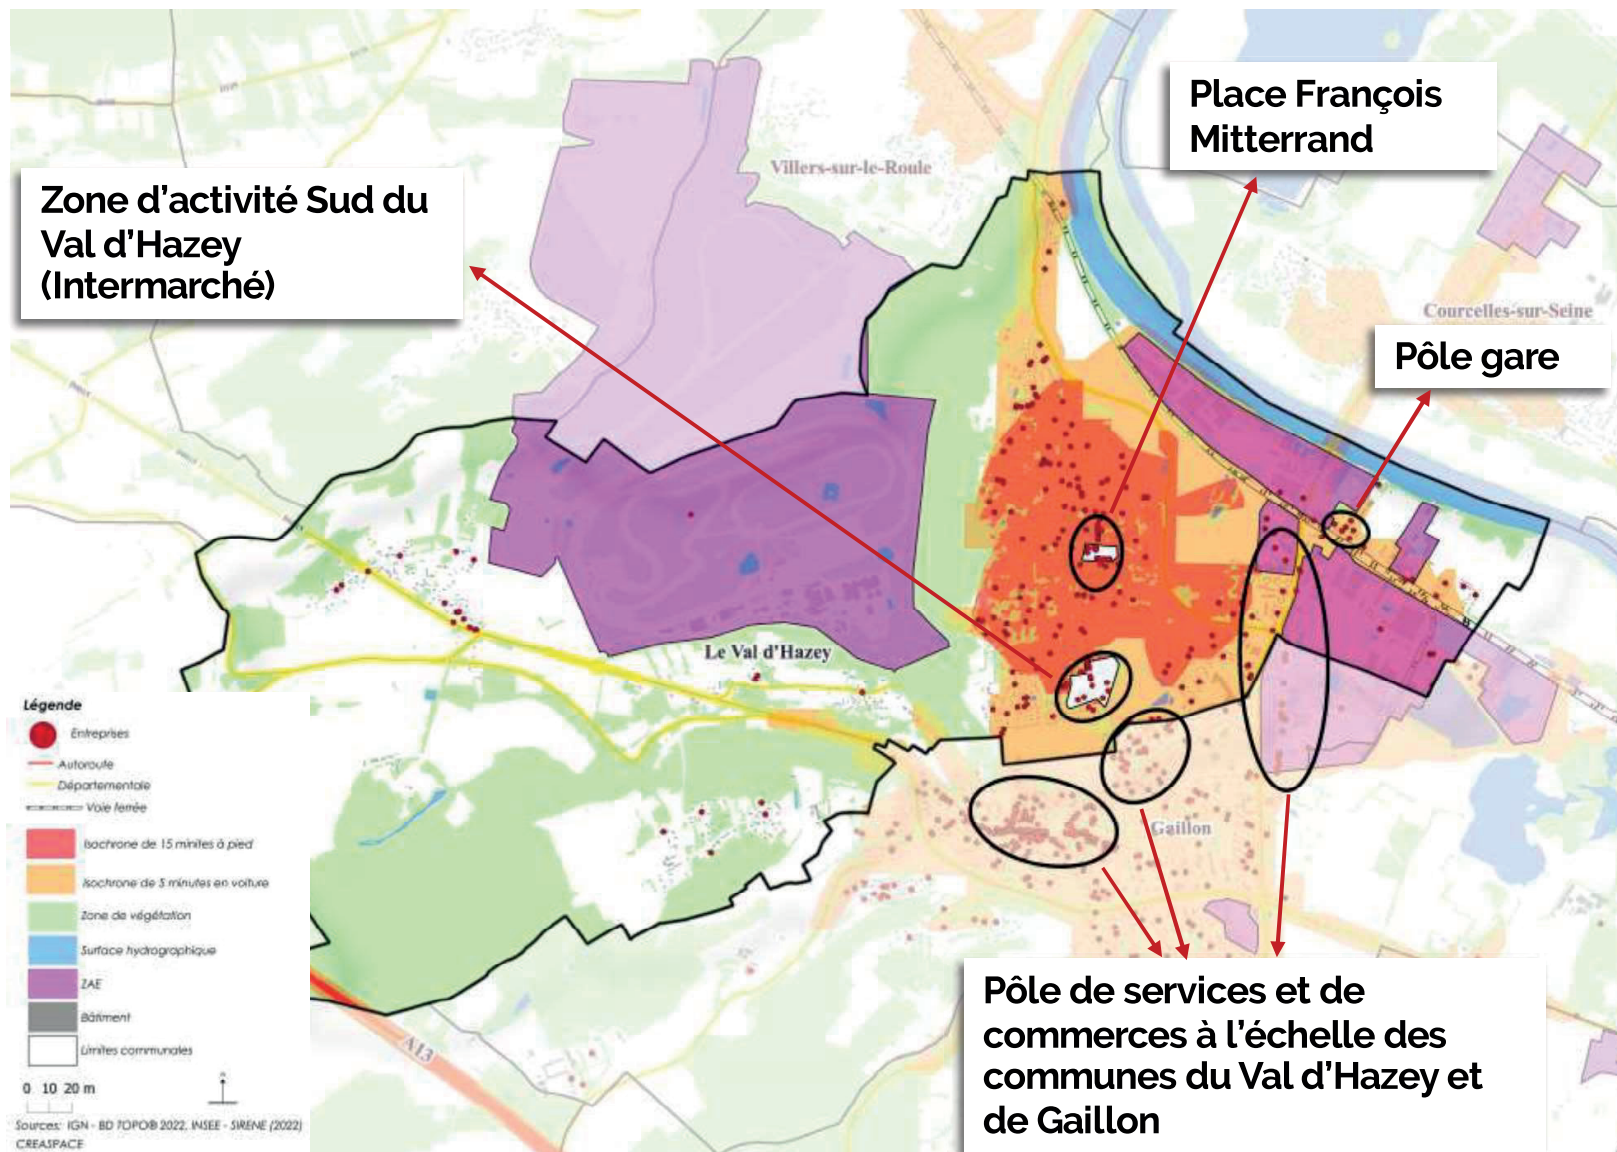 Place François
Mitterrand
Villers-sur-le-Roule
Zone d'activité Sud du
Val d'Hazey
(Intermarché)
Courcelles-sur-Seine
Pôle gare
Le Val d'Hazey
Gaillon
Légende
Entreprises
Autoroute
Départementale
Voie ferrée
Isochrone de 15 minites à pied
Isochrone de 5 minutes en voiture
Zone de végétation
Surface hydrographique
ZAE
Bâtiment
Limites communales
0 10 20 m
Sources: IGN - BD TOPO® 2022, INSEE - SIRENE (2022)
CREASPACE
A13
Pôle de services et de
commerces à l'échelle des
communes du Val d'Hazey et
de Gaillon